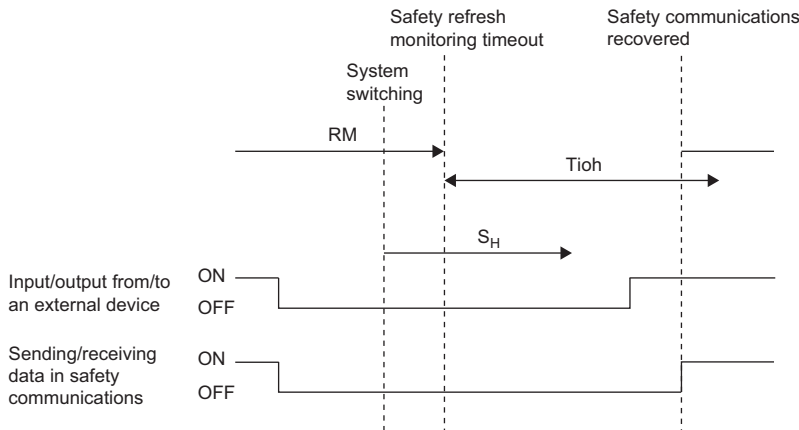 Safety refresh
monitoring timeout
Safety communications
recovered
System
switching
RM
Tioh
SH
Input/output from/to
an external device
ON
OFF
Sending/receiving
data in safety
communications
ON
OFF